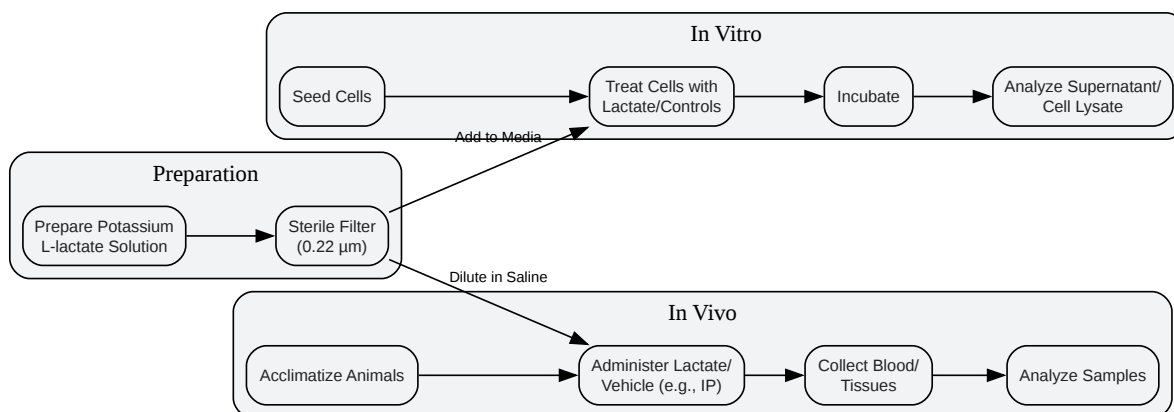 In Vitro
Seed Cells
Treat Cells with
Lactate/Controls
Incubate
Analyze Supernatant/
Cell Lysate
Add to Media
Preparation
Prepare Potassium
L-lactate Solution
Sterile Filter
(0.22 µm)
Dilute in Saline
In Vivo
Acclimatize Animals
Administer Lactate/
Vehicle (e.g., IP)
Collect Blood/
Tissues
Analyze Samples